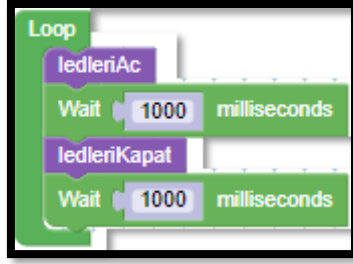 Loop
ledleriAc
Wait 1000 milliseconds
ledleriKapat
Wait 1000 milliseconds